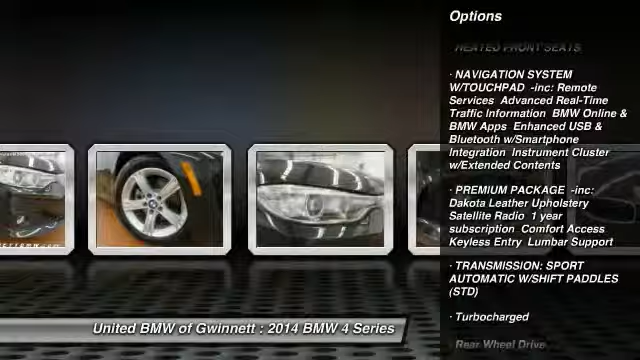 Options
HEATED FRONT SEATS
· NAVIGATION SYSTEM
W/TOUCHPAD -inc: Remote
Services Advanced Real-Time
Traffic Information BMW Online &
BMW Apps Enhanced USB &
Bluetooth w/Smartphone
Integration Instrument Cluster
w/Extended Contents
· PREMIUM PACKAGE -inc:
Dakota Leather Upholstery
Satellite Radio 1 year
subscription Comfort Access
Keyless Entry Lumbar Support
· TRANSMISSION: SPORT
AUTOMATIC W/SHIFT PADDLES
(STD)
· Turbocharged
· Rear Wheel Drive
United BMW of Gwinnett : 2014 BMW 4 Series